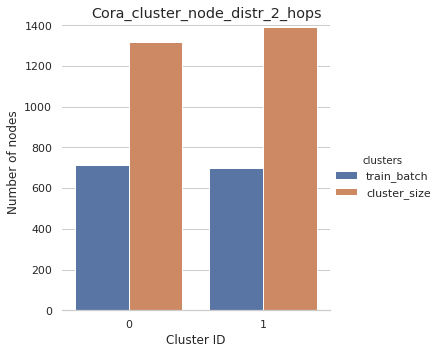 Cora_cluster_node_distr_2_hops
1400
1200
1000
800
600
400
200
0
Number of nodes
0 1
Cluster ID
clusters
train_batch
cluster_size